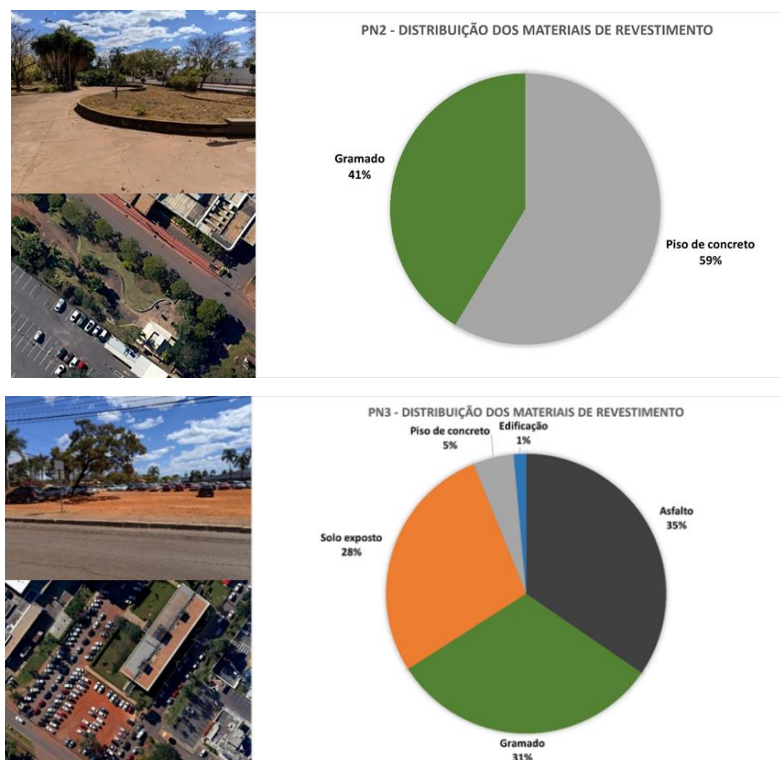 PN2 - DISTRIBUIÇÃO DOS MATERIAIS DE REVESTIMENTO
Gramado
41%
Piso de concreto
59%
PN3 - DISTRIBUIÇÃO DOS MATERIAIS DE REVESTIMENTO
Edificação
1%
Piso de concreto
5%
Asfalto
35%
Solo exposto
28%
Gramado
31%